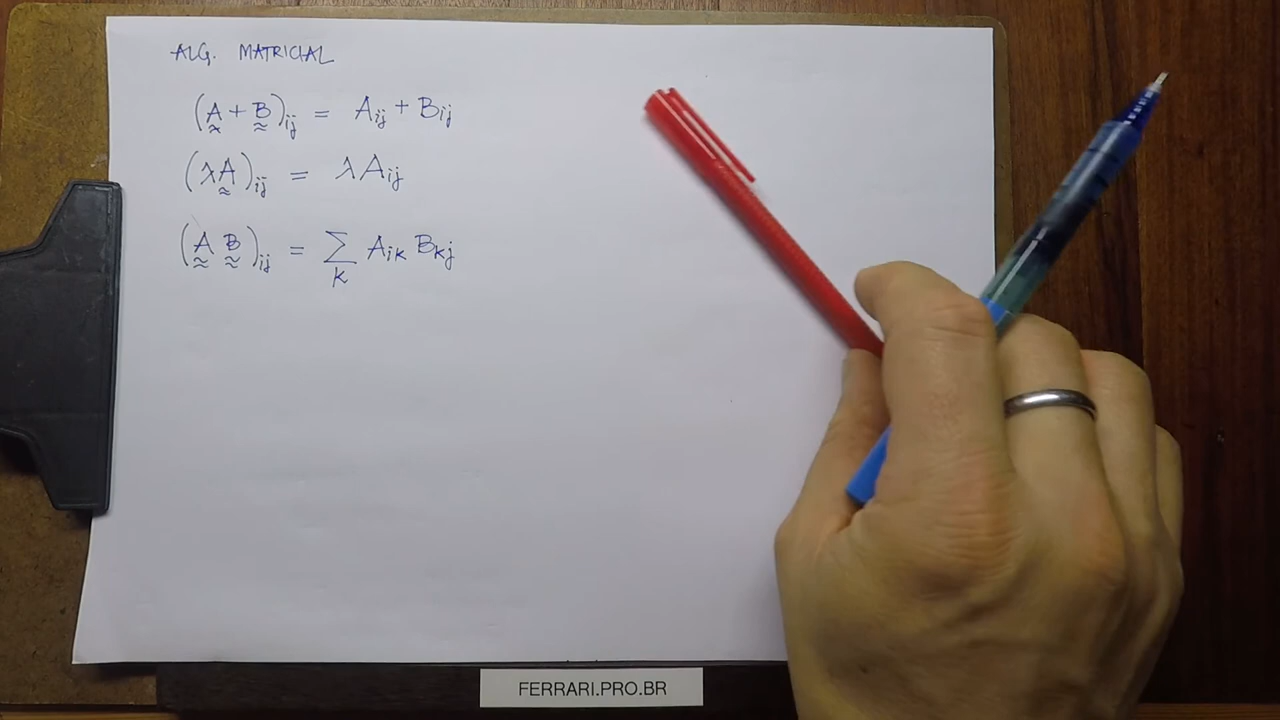 ALG. MATRICIAL
(A + B)ij = Aij + Bij
(λA)ij = λAij
(A B)ij = ∑k Aik Bkj
FERRARI.PRO.BR